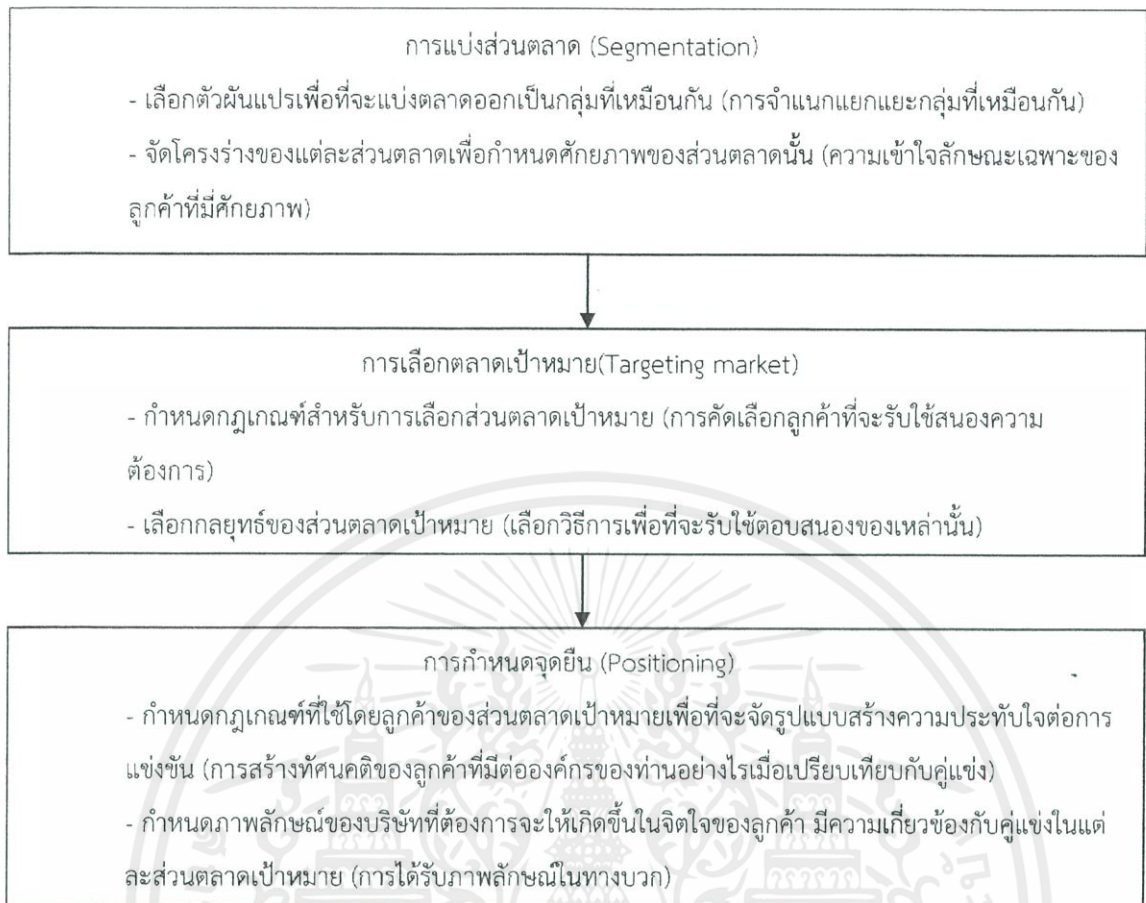 การแบ่งส่วนตลาด (Segmentation)
- เลือกตัวผันแปรเพื่อที่จะแบ่งตลาดออกเป็นกลุ่มที่เหมือนกัน (การจำแนกแยกแยะกลุ่มที่เหมือนกัน)
- จัดโครงร่างของแต่ละส่วนตลาดเพื่อกำหนดศักยภาพของส่วนตลาดนั้น (ความเข้าใจลักษณะเฉพาะของ
ลูกค้าที่มีศักยภาพ)
การเลือกตลาดเป้าหมาย(Targeting market)
- กำหนดกฎเกณฑ์สำหรับการเลือกส่วนตลาดเป้าหมาย (การคัดเลือกลูกค้าที่จะรับใช้สนองความ
ต้องการ)
- เลือกกลยุทธ์ของส่วนตลาดเป้าหมาย (เลือกวิธีการเพื่อที่จะรับใช้ตอบสนองของเหล่านั้น)
การกำหนดจุดยืน (Positioning)
- กำหนดกฎเกณฑ์ที่ใช้โดยลูกค้าของส่วนตลาดเป้าหมายเพื่อที่จะจัดรูปแบบสร้างความประทับใจต่อการ
แข่งขัน (การสร้างทัศนคติของลูกค้าที่มีต่อองค์กรของท่านอย่างไรเมื่อเปรียบเทียบกับคู่แข่ง)
- กำหนดภาพลักษณ์ของบริษัทที่ต้องการจะให้เกิดขึ้นในจิตใจของลูกค้า มีความเกี่ยวข้องกับคู่แข่งในแต่
ละส่วนตลาดเป้าหมาย (การได้รับภาพลักษณ์ในทางบวก)